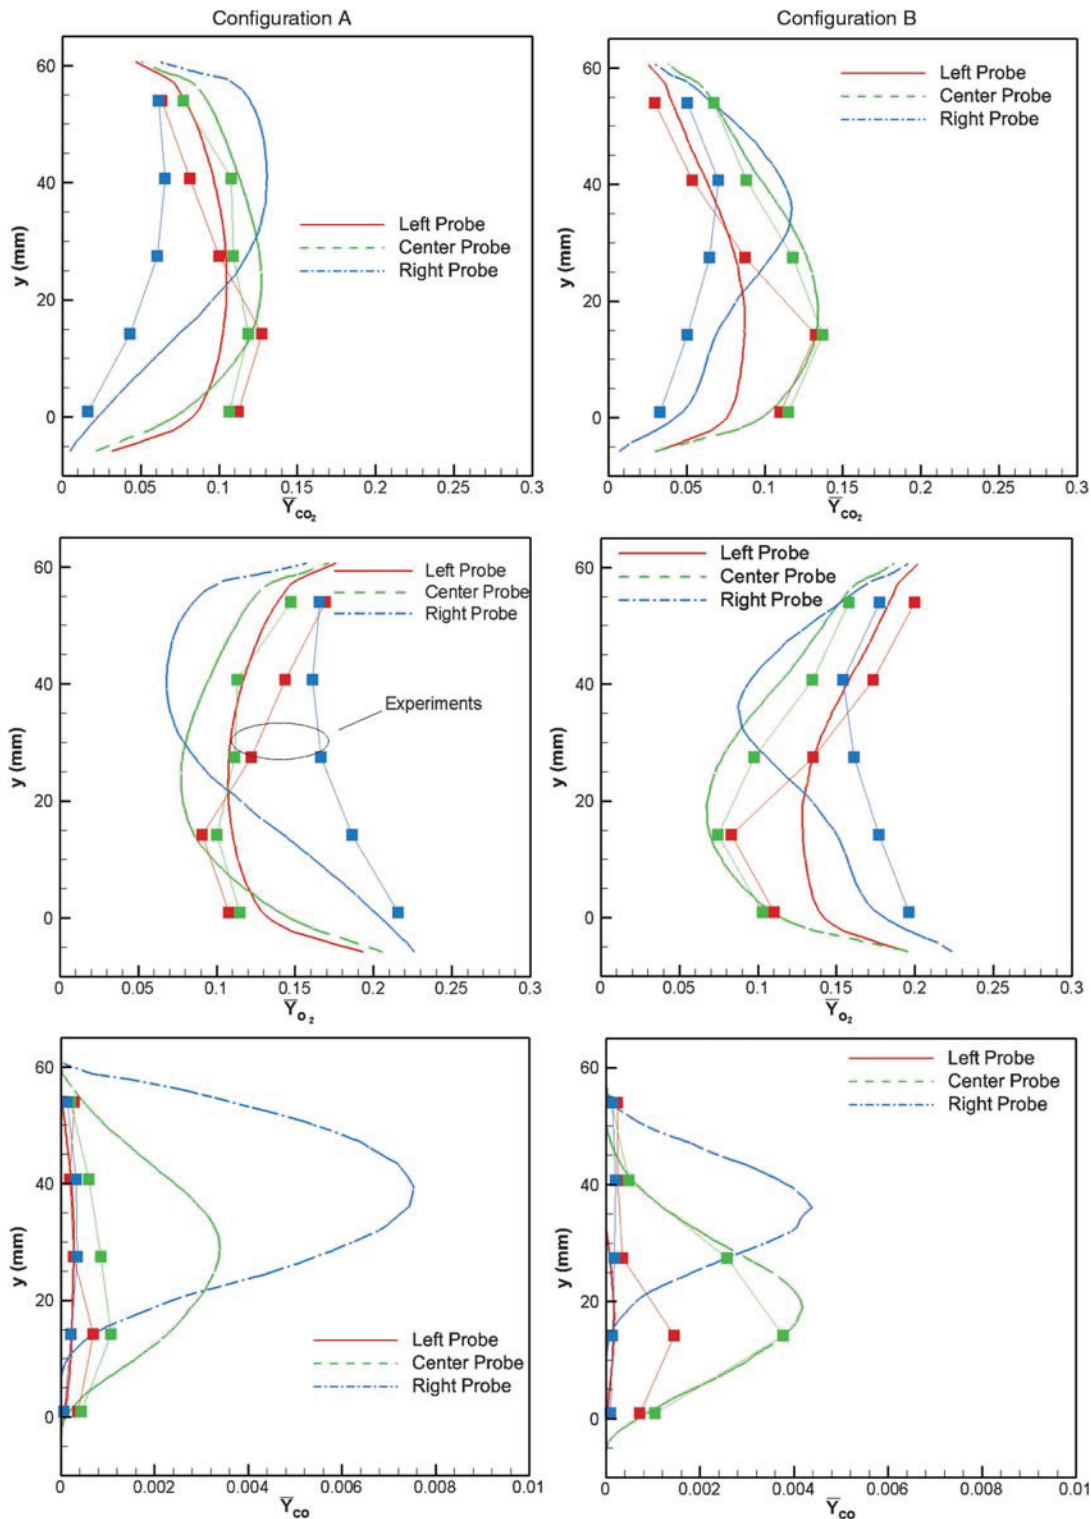 Configuration A
Configuration B
60
40
20
0
y (mm)
Left Probe
Center Probe
Right Probe
0
0.05
0.1
0.15
0.2
0.25
0.3
Y̅CO₂
60
40
20
0
y (mm)
Left Probe
Center Probe
Right Probe
0
0.05
0.1
0.15
0.2
0.25
0.3
Y̅CO₂
60
40
20
0
y (mm)
Left Probe
Center Probe
Right Probe
Experiments
0
0.05
0.1
0.15
0.2
0.25
0.3
Y̅O₂
60
40
20
0
y (mm)
Left Probe
Center Probe
Right Probe
0
0.05
0.1
0.15
0.2
0.25
0.3
Y̅O₂
60
40
20
0
y (mm)
Left Probe
Center Probe
Right Probe
0
0.002
0.004
0.006
0.008
0.01
Y̅CO
60
40
20
0
y (mm)
Left Probe
Center Probe
Right Probe
0
0.002
0.004
0.006
0.008
0.01
Y̅CO